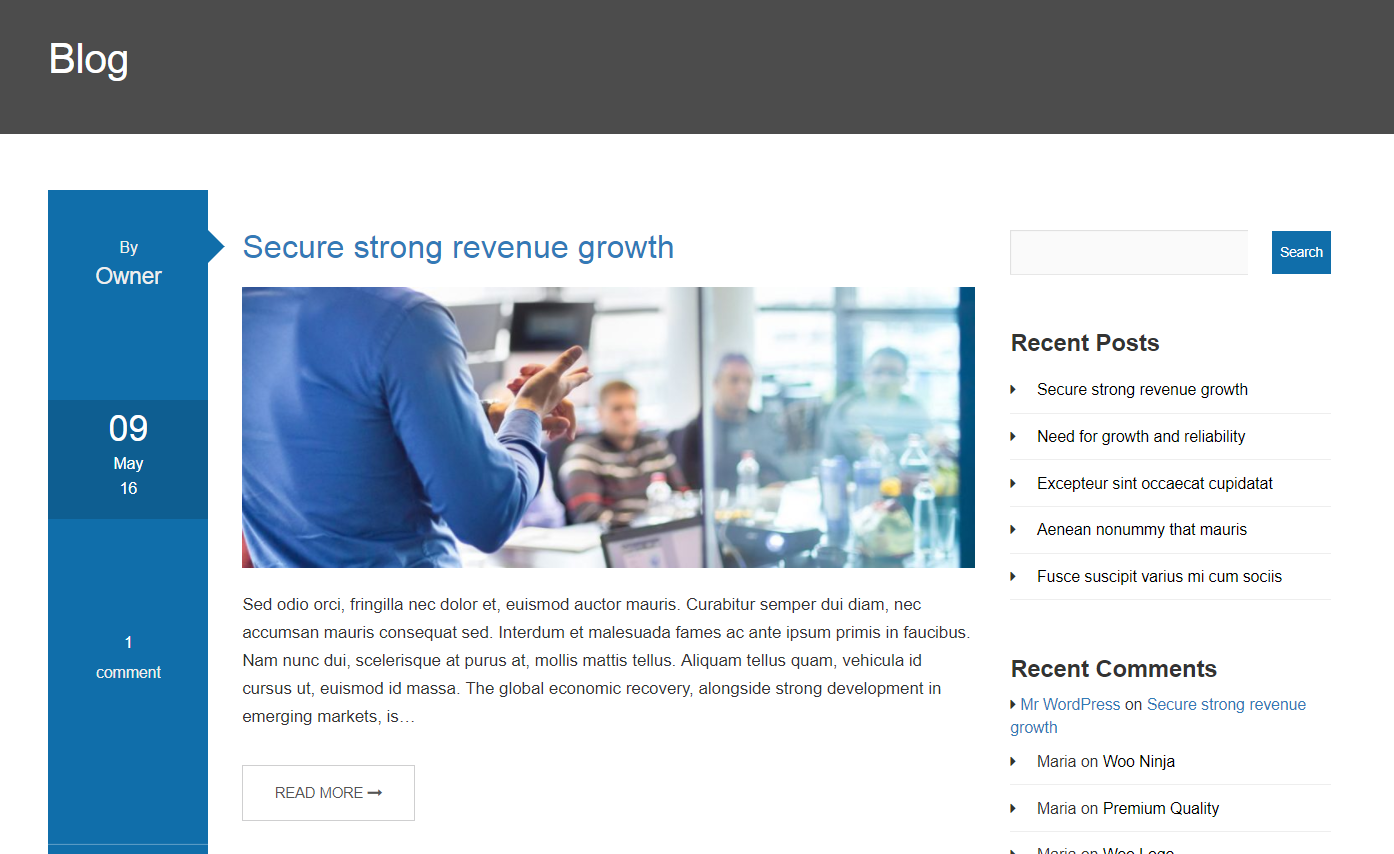 Blog
By
Owner
09
May
16
1
comment
Secure strong revenue growth
Sed odio orci, fringilla nec dolor et, euismod auctor mauris. Curabitur semper dui diam, nec
accumsan mauris consequat sed. Interdum et malesuada fames ac ante ipsum primis in faucibus.
Nam nunc dui, scelerisque at purus at, mollis mattis tellus. Aliquam tellus quam, vehicula id
cursus ut, euismod id massa. The global economic recovery, alongside strong development in
emerging markets, is…
READ MORE ➞
Search
Recent Posts
Secure strong revenue growth
Need for growth and reliability
Excepteur sint occaecat cupidatat
Aenean nonummy that mauris
Fusce suscipit varius mi cum sociis
Recent Comments
Mr WordPress on Secure strong revenue
growth
Maria on Woo Ninja
Maria on Premium Quality
Maria on Woo Logo